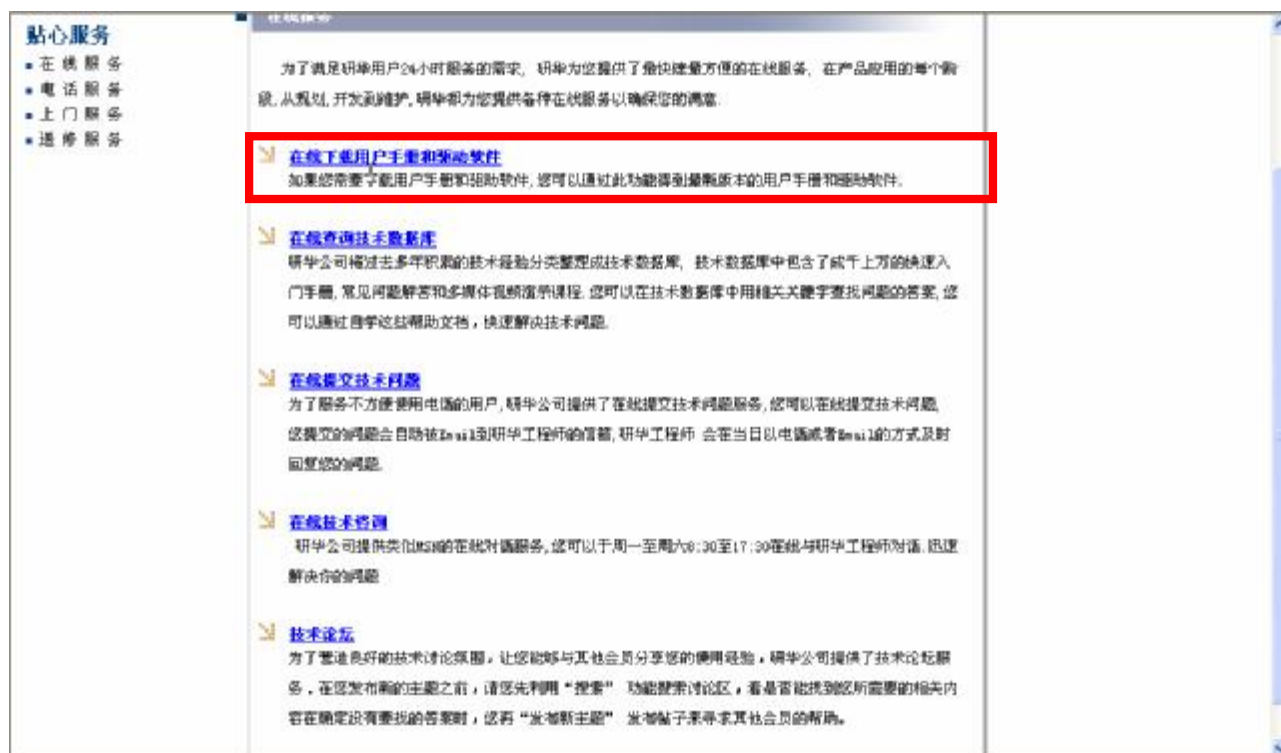 贴心服务
在线服务
电话服务
上门服务
送修服务
在线服务
为了满足研华用户24小时服务的需求, 研华为您提供了最快捷最方便的在线服务, 在产品应用的每个阶
段,从规划,开发到维护,研华都为您提供各种在线服务以确保您的满意.
在线下载用户手册和驱动软件
如果您需要下载用户手册和驱动软件,您可以通过此功能得到最新版本的用户手册和驱动软件.
在线查询技术数据库
研华公司将过去多年积累的技术经验分类整理成技术数据库, 技术数据库中包含了成千上万的快速入
门手册,常见问题解答和多媒体视频演示课程.您可以在技术数据库中用相关关键字查找问题的答案,您
可以通过自学这些帮助文档，快速解决技术问题.
在线提交技术问题
为了服务不方便使用电话的用户,研华公司提供了在线提交技术问题服务,您可以在线提交技术问题,
您提交的问题会自动被Email到研华工程师的信箱,研华工程师 会在当日以电话或者Email的方式及时
回复您的问题.
在线技术咨询
研华公司提供类似MSN的在线对话服务,您可以于周一至周六8:30至17:30在线与研华工程师对话.迅速
解决你的问题
技术论坛
为了营造良好的技术讨论氛围，让您能够与其他会员分享您的使用经验，研华公司提供了技术论坛服
务．在您发布新的主题之前，请您先利用“搜索” 功能搜索讨论区，看是否能找到您所需要的相关内
容在确定没有要找的答案时，您再“发布新主题” 发布帖子来寻求其他会员的帮助。